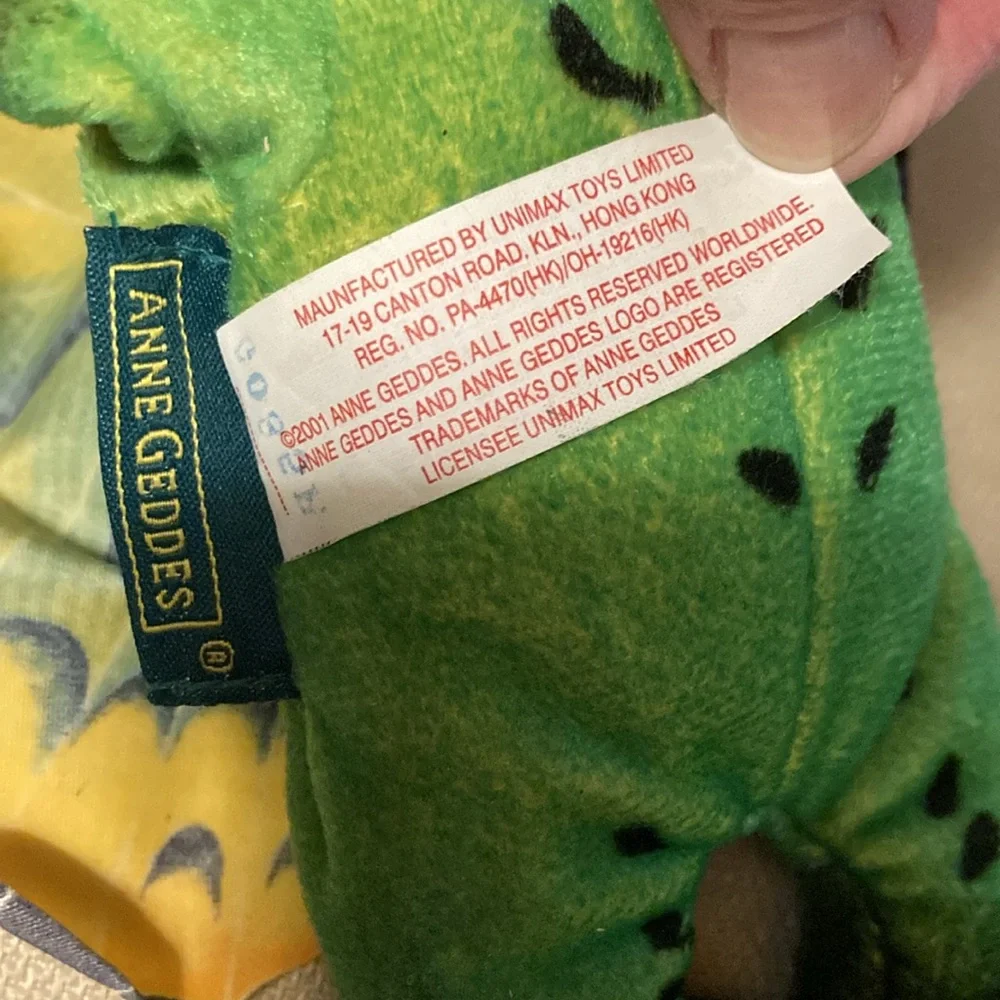 MAUNFACTURED BY UNIMAX TOYS LIMITED
17-19 CANTON ROAD, KLN., HONG KONG
REG. NO. PA-4470(HK)/OH-19216(HK)
©2001 ANNE GEDDES. ALL RIGHTS RESERVED WORLDWIDE.
ANNE GEDDES AND ANNE GEDDES LOGO ARE REGISTERED
TRADEMARKS OF ANNE GEDDES
LICENSEE UNIMAX TOYS LIMITED
ANNE GEDDES ®